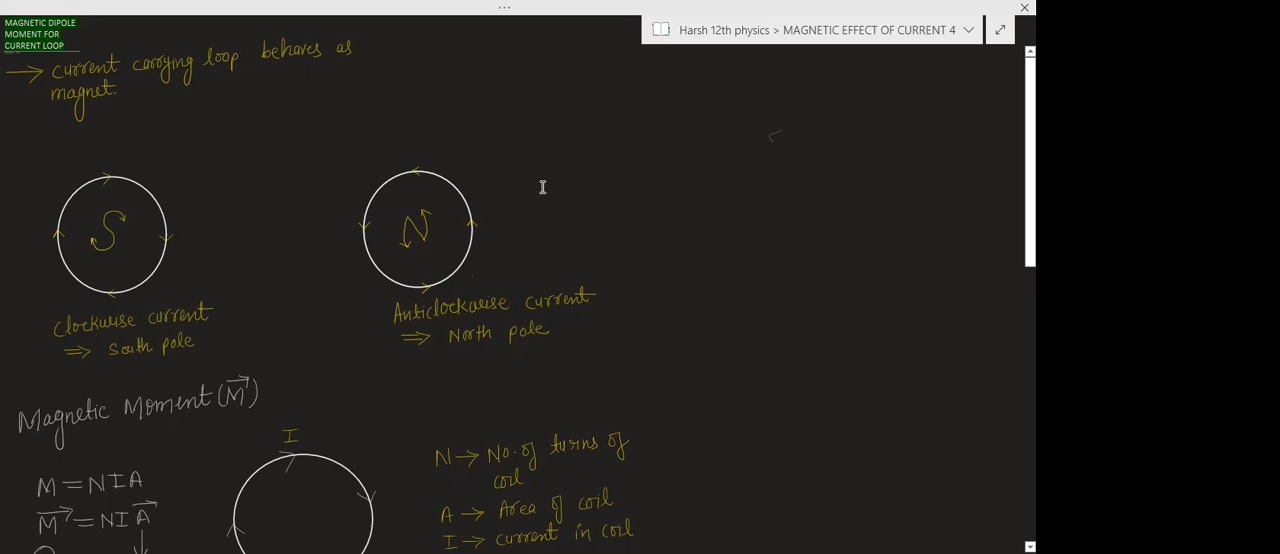 MAGNETIC DIPOLE
MOMENT FOR
CURRENT LOOP
Harsh 12th physics > MAGNETIC EFFECT OF CURRENT 4
→ current carrying loop behaves as
magnet.
S
N
Clockwise current
⇒ South pole
Anticlockwise current
⇒ North pole
Magnetic Moment (M⃗)
I
M = NIA
M⃗ = NI A⃗
N → No. of turns of
coil
A → Area of coil
I → current in coil